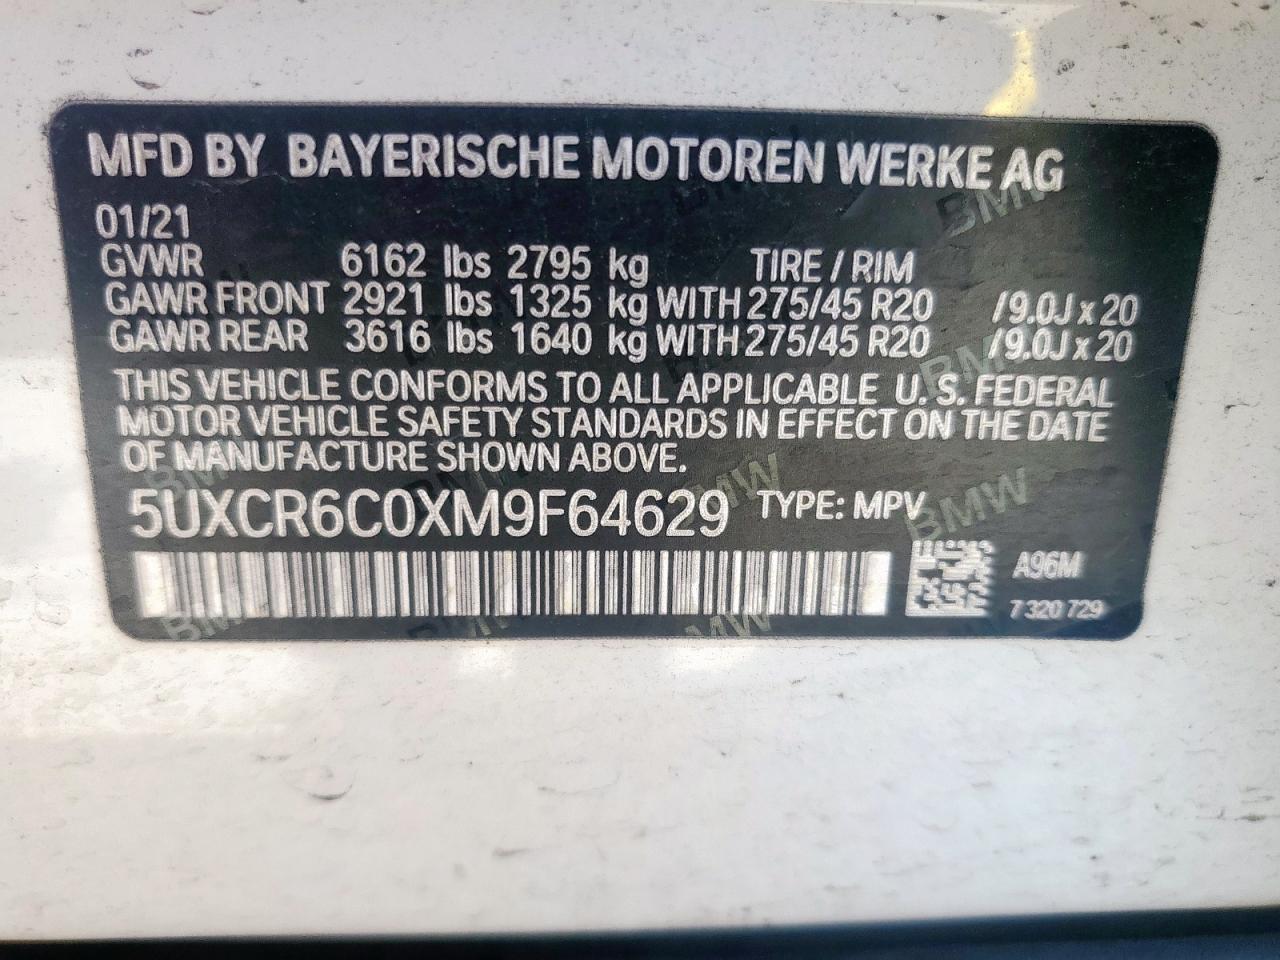 MFD BY BAYERISCHE MOTOREN WERKE AG
01/21
GVWR 6162 lbs 2795 kg TIRE / RIM
GAWR FRONT 2921 lbs 1325 kg WITH 275/45 R20 /9.0J x 20
GAWR REAR 3616 lbs 1640 kg WITH 275/45 R20 /9.0J x 20
THIS VEHICLE CONFORMS TO ALL APPLICABLE U.S. FEDERAL
MOTOR VEHICLE SAFETY STANDARDS IN EFFECT ON THE DATE
OF MANUFACTURE SHOWN ABOVE.
5UXCR6C0XM9F64629 TYPE: MPV
A96M
7 320 729